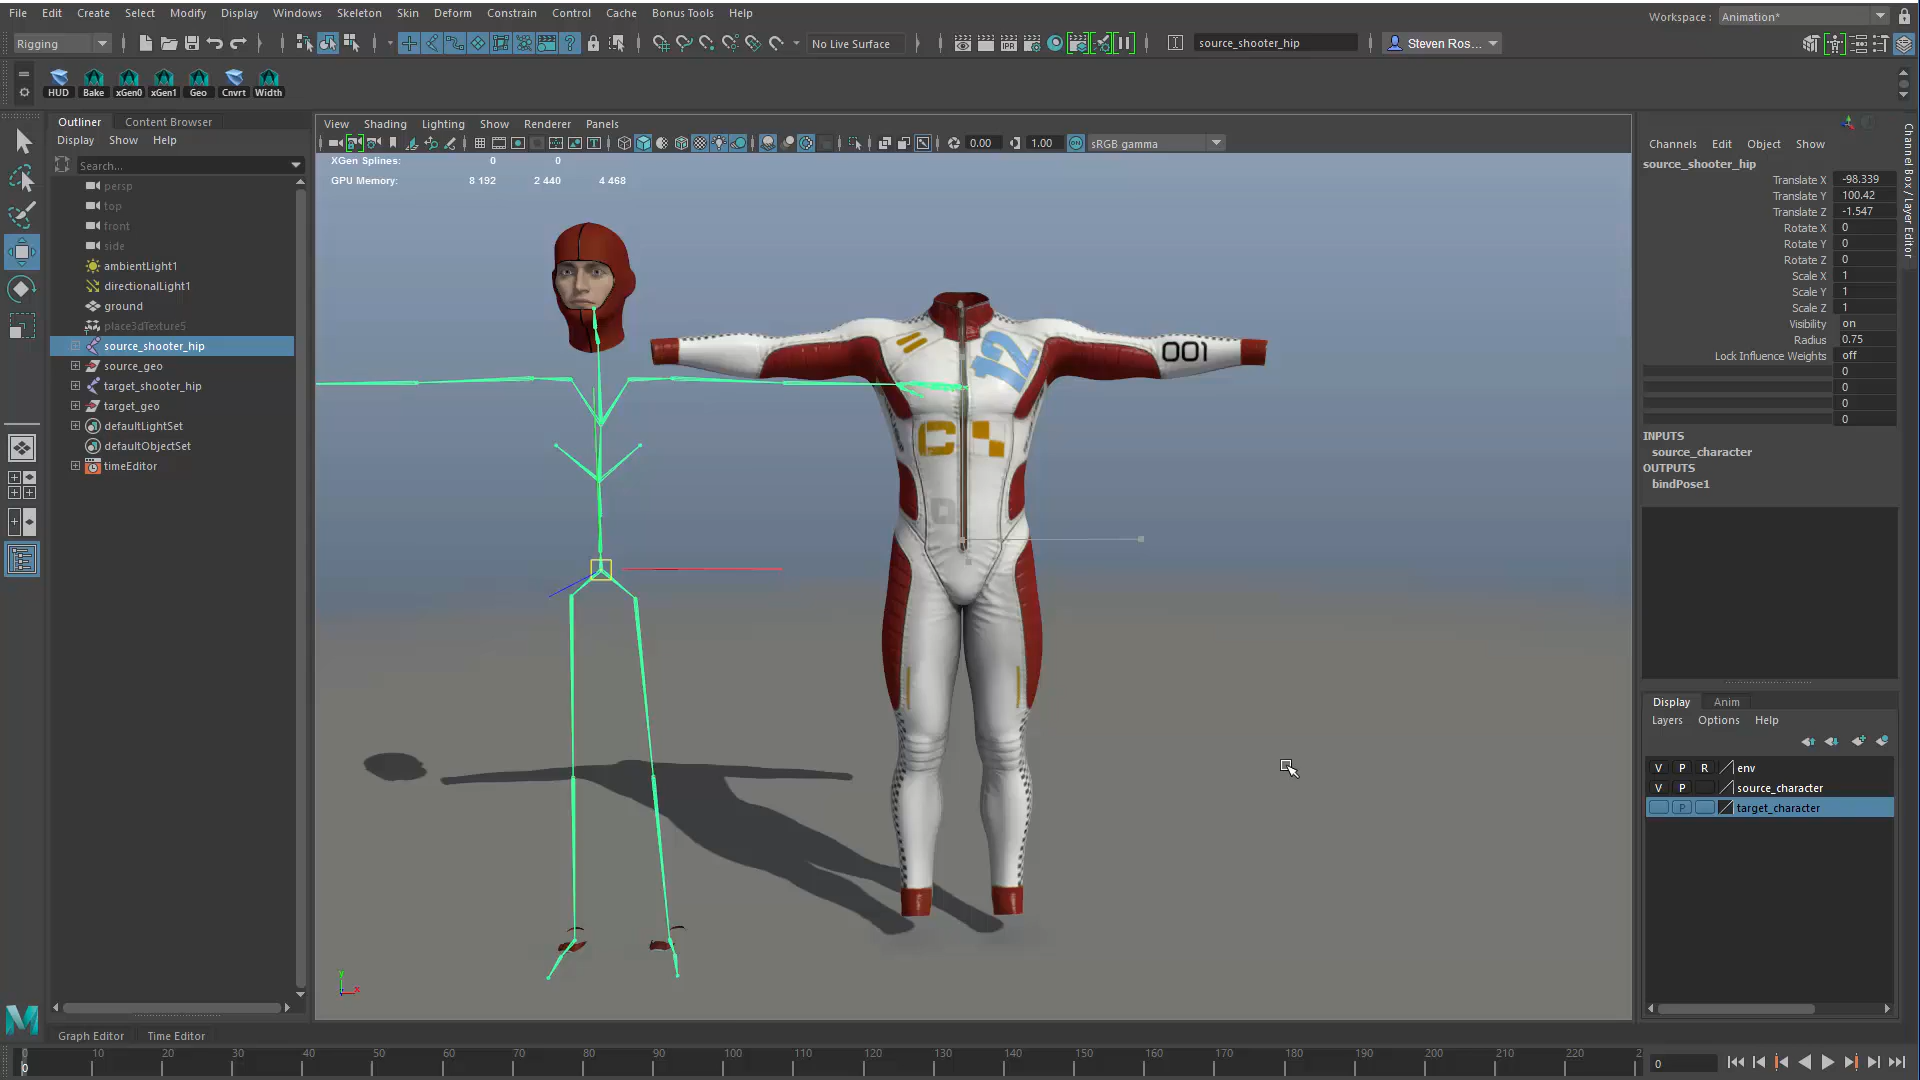 File Edit Create Select Modify Display Windows Skeleton Skin Deform Constrain Control Cache Bonus Tools Help
Workspace : Animation*
Rigging
No Live Surface
source_shooter_hip
Steven Ros...
IPR
HUD Bake xGen0 xGen1 Geo Cnvrt Width
Outliner Content Browser
Display Show Help
Search...
persp
top
front
side
ambientLight1
directionalLight1
ground
place3dTexture5
source_shooter_hip
source_geo
target_shooter_hip
target_geo
defaultLightSet
defaultObjectSet
timeEditor
View Shading Lighting Show Renderer Panels
0.00 1.00 sRGB gamma
XGen Splines: 0 0
GPU Memory: 8 192 2 440 4 468
12
001
Y
X
Channels Edit Object Show
source_shooter_hip
Translate X -98.339
Translate Y 100.42
Translate Z -1.547
Rotate X 0
Rotate Y 0
Rotate Z 0
Scale X 1
Scale Y 1
Scale Z 1
Visibility on
Radius 0.75
Lock Influence Weights off
0
0
0
0
INPUTS
source_character
OUTPUTS
bindPose1
Channel Box / Layer Editor
Display Anim
Layers Options Help
V P R env
V P source_character
P target_character
Graph Editor Time Editor
0 10 20 30 40 50 60 70 80 90 100 110 120 130 140 150 160 170 180 190 200 210 220 2
0
0